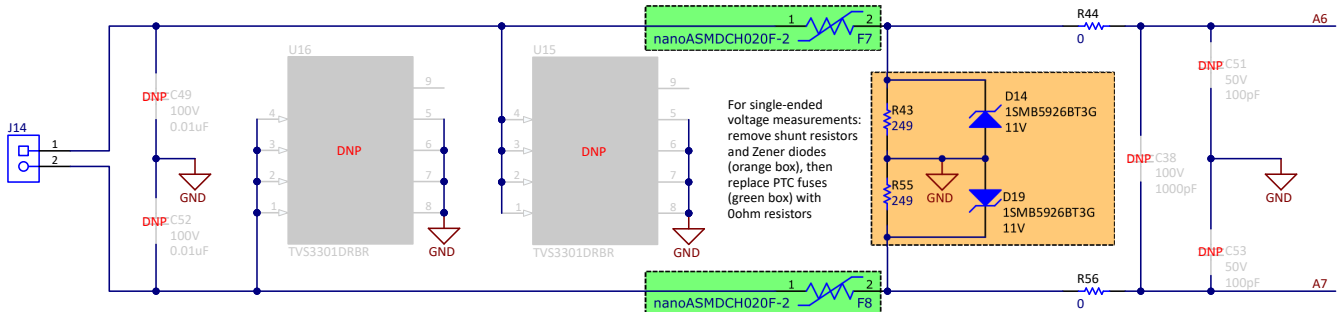 J14
1
2
DNP
C49
100V
0.01uF
GND
DNP
C52
100V
0.01uF
U16
9
4
5
3
6
DNP
2
7
1
8
TVS3301DRBR
GND
U15
9
4
5
3
6
DNP
2
7
1
8
TVS3301DRBR
GND
1
2
nanoASMDCH020F-2
F7
For single-ended
voltage measurements:
remove shunt resistors
and Zener diodes
(orange box), then
replace PTC fuses
(green box) with
0ohm resistors
1
2
nanoASMDCH020F-2
F8
R43
249
D14
1SMB5926BT3G
11V
GND
R55
249
D19
1SMB5926BT3G
11V
R44
0
R56
0
DNP
C38
100V
1000pF
DNP
C51
50V
100pF
GND
DNP
C53
50V
100pF
A6
A7